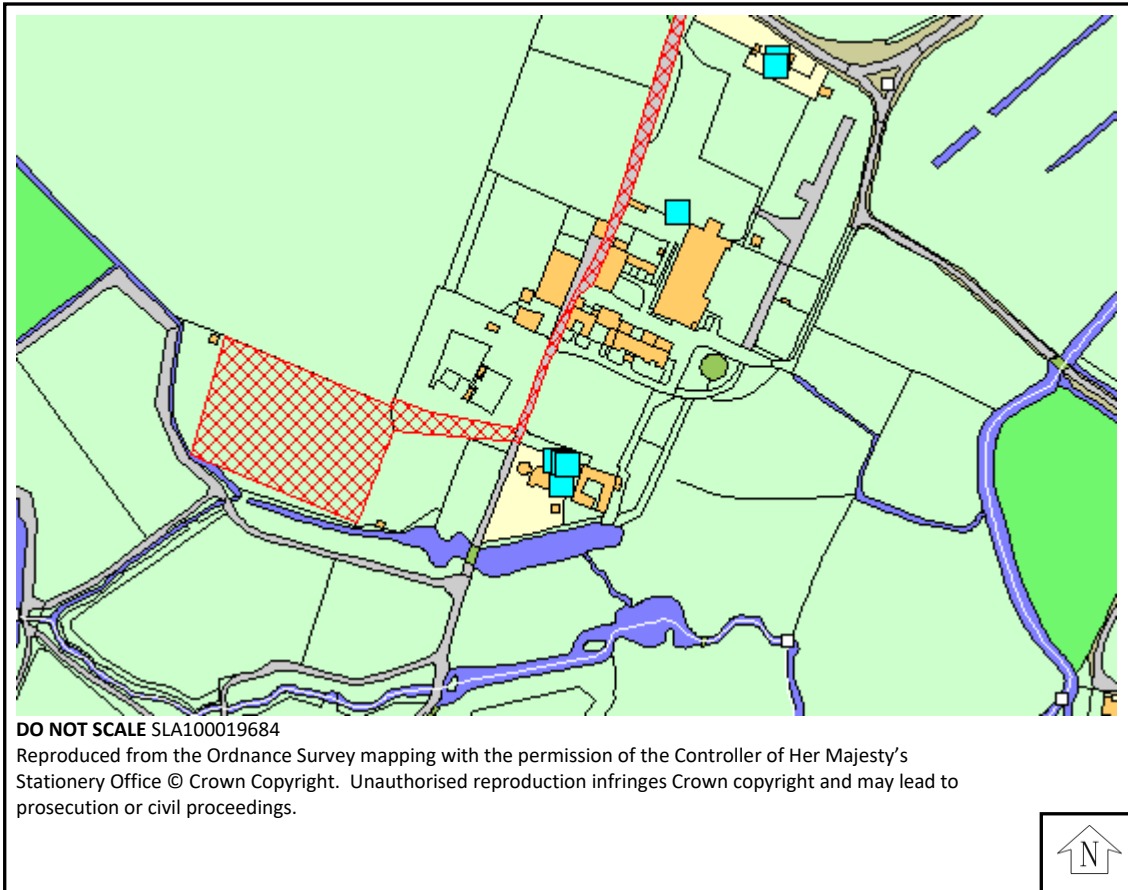 DO NOT SCALE SLA100019684
Reproduced from the Ordnance Survey mapping with the permission of the Controller of Her Majesty's
Stationery Office © Crown Copyright.  Unauthorised reproduction infringes Crown copyright and may lead to
prosecution or civil proceedings.
N